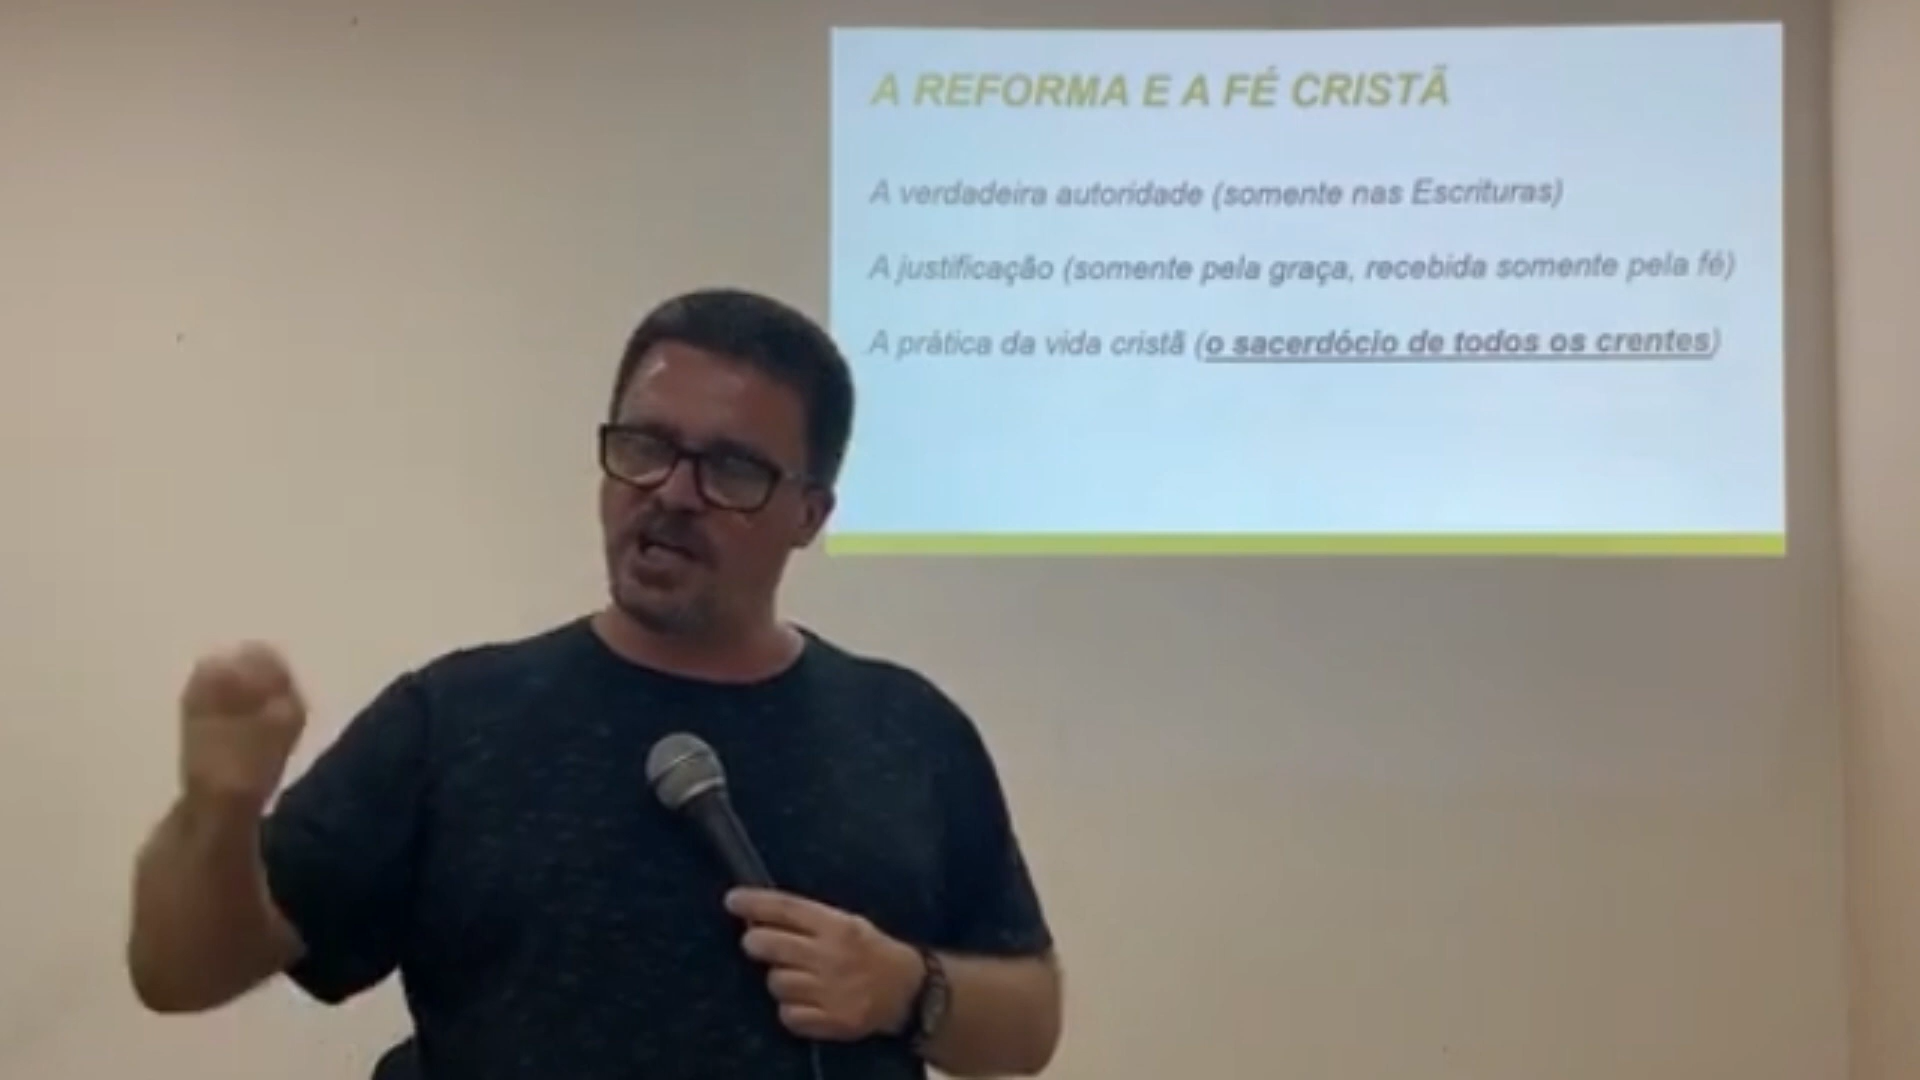 A REFORMA E A FÉ CRISTÃ
A verdadeira autoridade (somente nas Escrituras)
A justificação (somente pela graça, recebida somente pela fé)
A prática da vida cristã (o sacerdócio de todos os crentes)